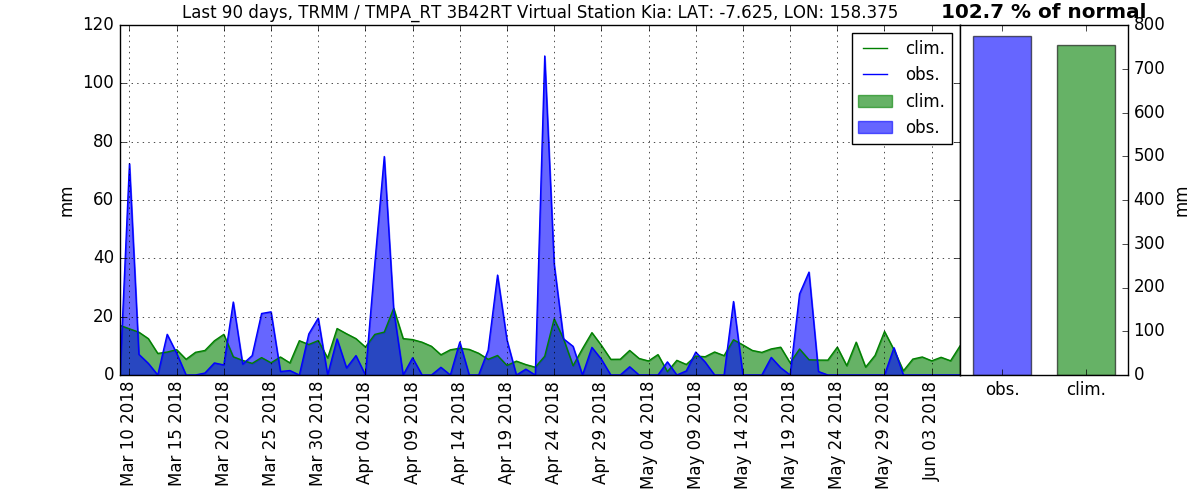 Last 90 days, TRMM / TMPA_RT 3B42RT Virtual Station Kia: LAT: -7.625, LON: 158.375
102.7 % of normal
120
100
80
60
40
20
0
mm
clim.
obs.
clim.
obs.
800
700
600
500
400
300
200
100
0
mm
Mar 10 2018
Mar 15 2018
Mar 20 2018
Mar 25 2018
Mar 30 2018
Apr 04 2018
Apr 09 2018
Apr 14 2018
Apr 19 2018
Apr 24 2018
Apr 29 2018
May 04 2018
May 09 2018
May 14 2018
May 19 2018
May 24 2018
May 29 2018
Jun 03 2018
obs.
clim.